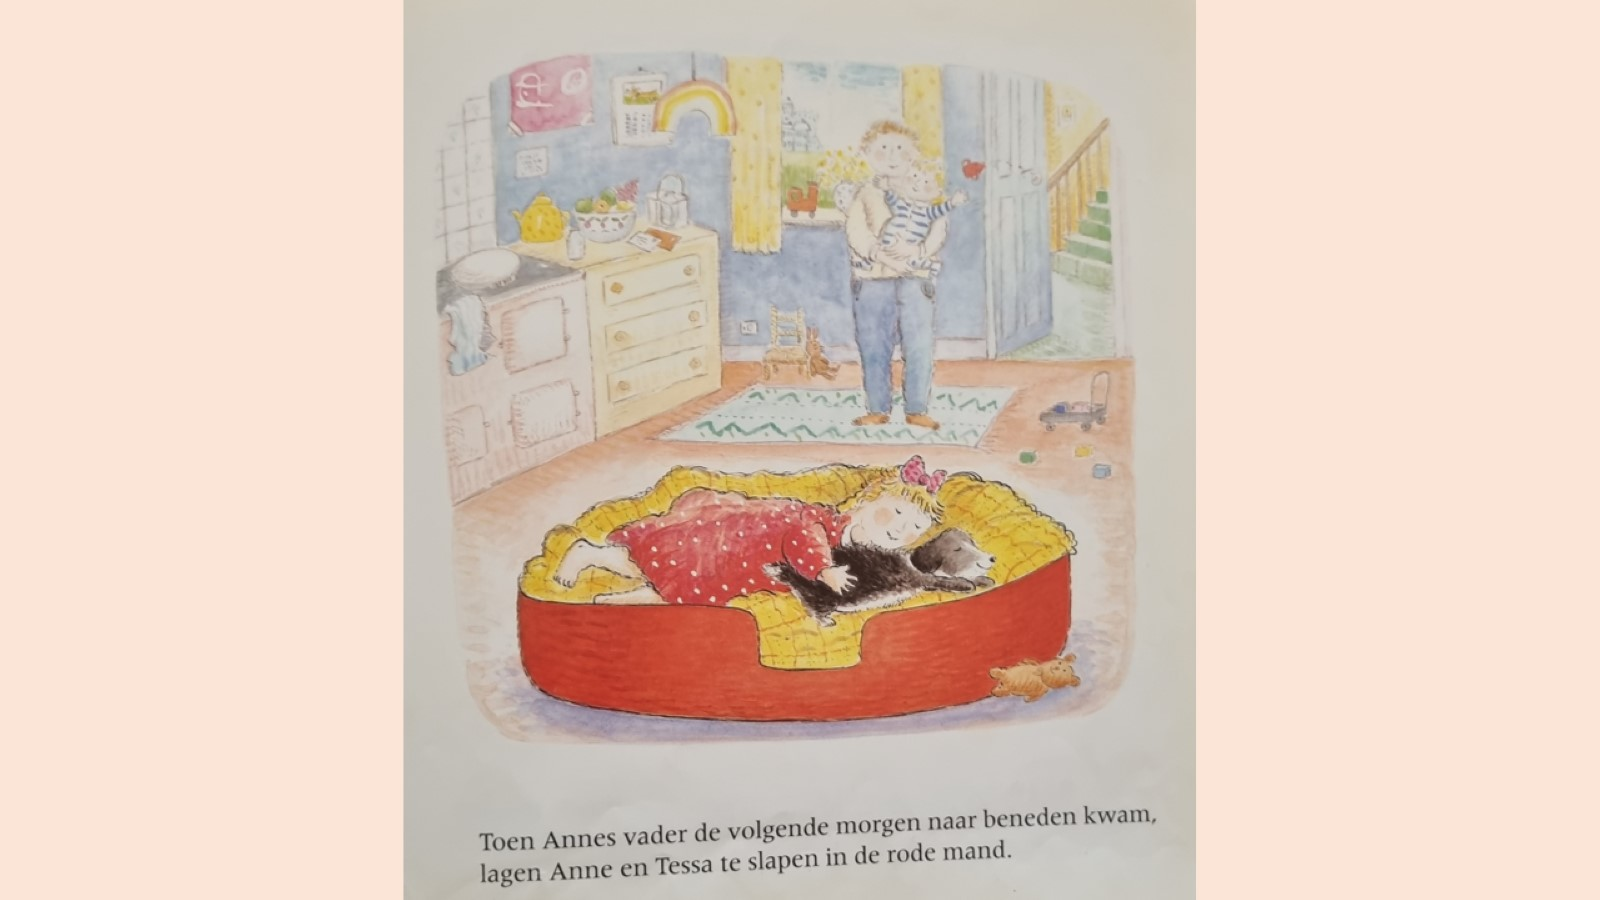 Toen Annes vader de volgende morgen naar beneden kwam,
lagen Anne en Tessa te slapen in de rode mand.